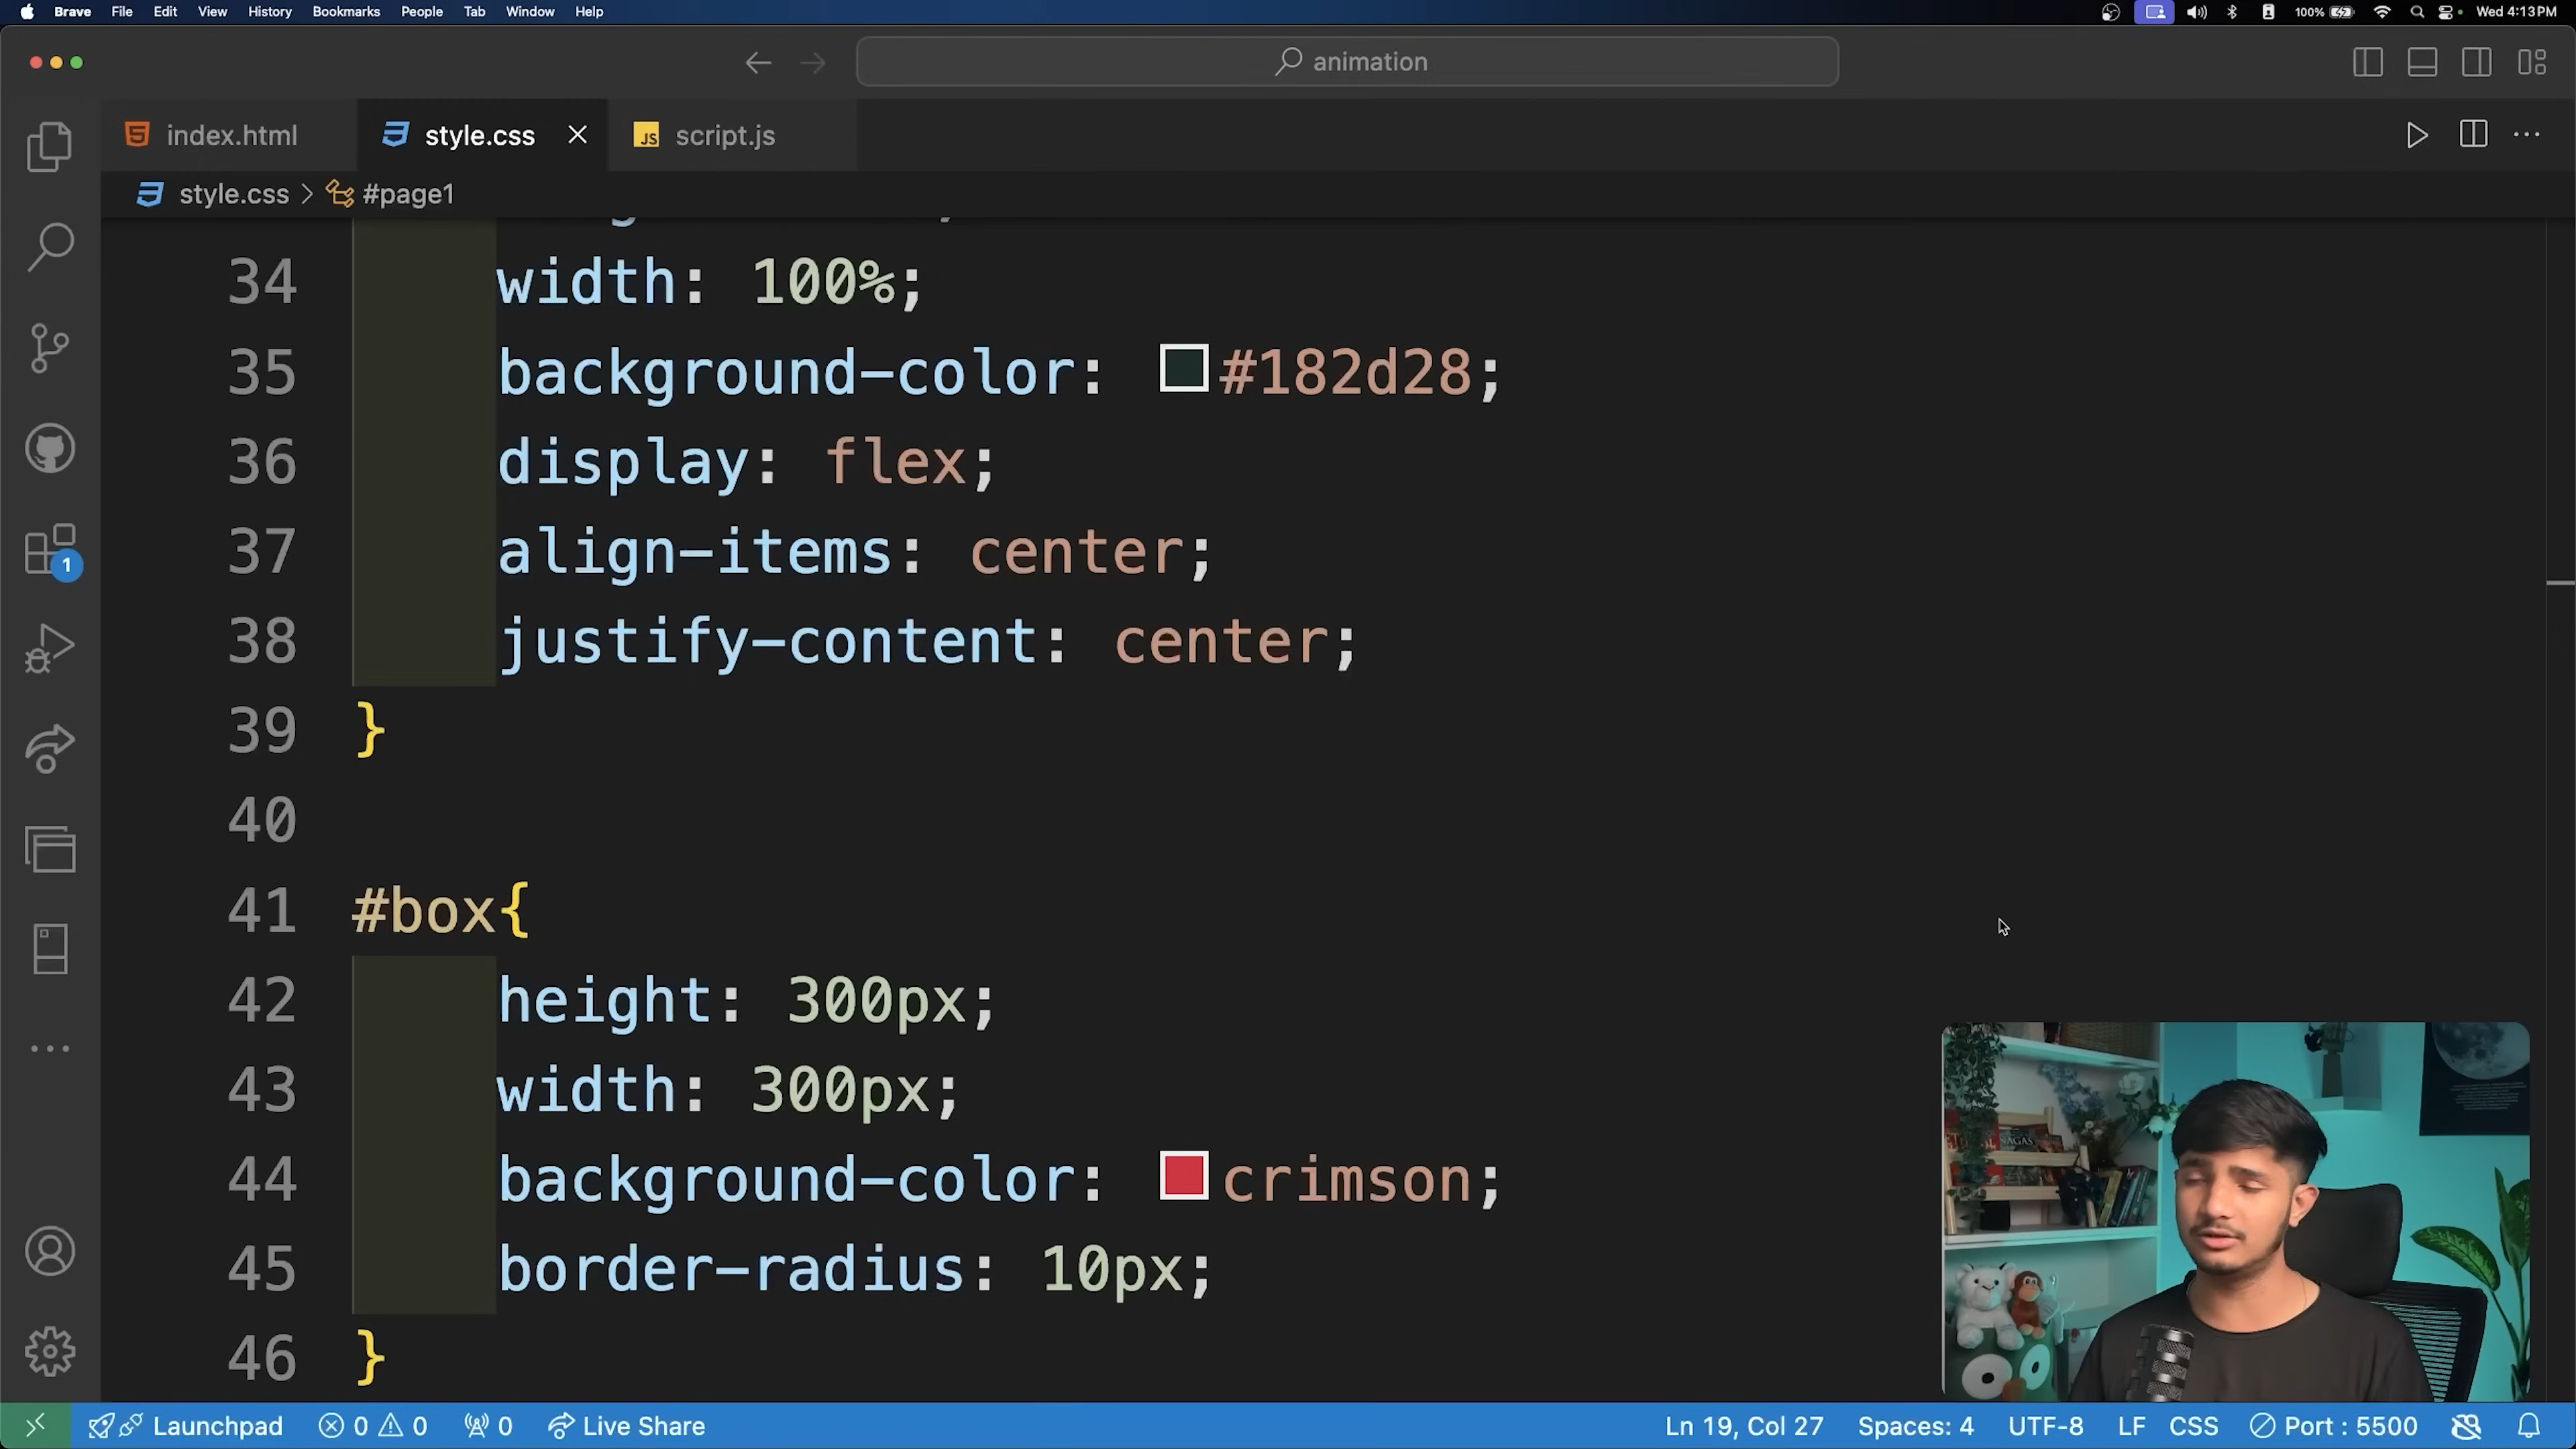 Brave File Edit View History Bookmarks People Tab Window Help 100% Wed 4:13 PM
animation
index.html style.css script.js
style.css > #page1
34 width: 100%;
35 background-color: #182d28;
36 display: flex;
37 align-items: center;
38 justify-content: center;
39 }
40
41 #box{
42 height: 300px;
43 width: 300px;
44 background-color: crimson;
45 border-radius: 10px;
46 }
1
NAGAS
Launchpad 0 0 0 Live Share Ln 19, Col 27 Spaces: 4 UTF-8 LF CSS Port : 5500